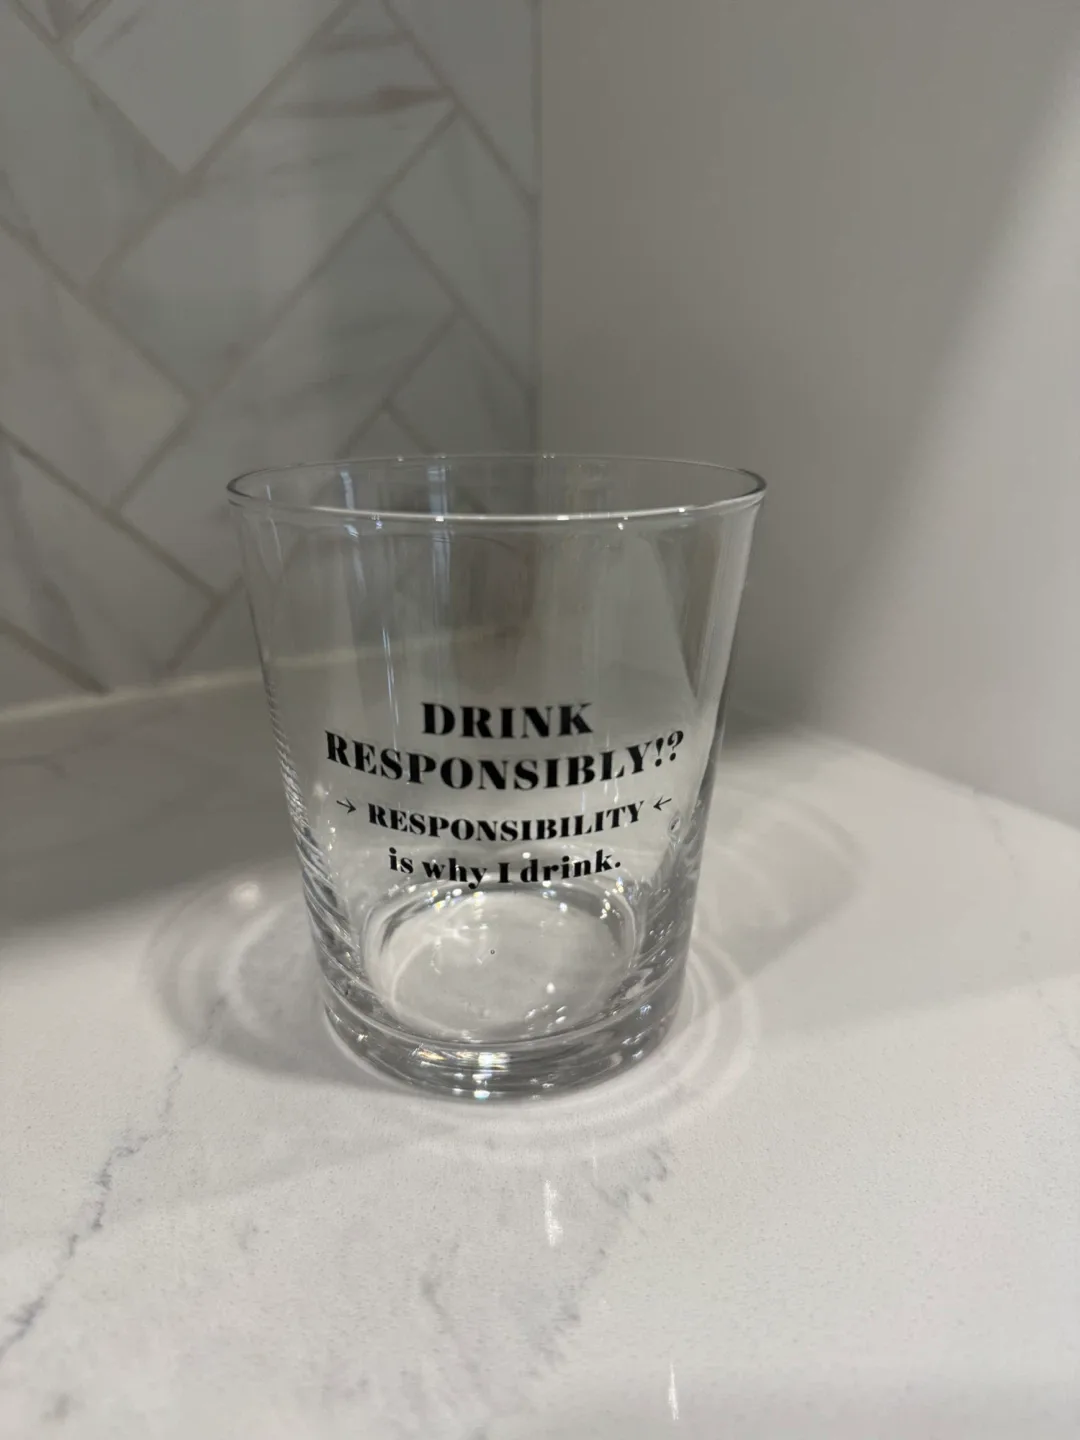 DRINK
RESPONSIBLY!?
→ RESPONSIBILITY ←
is why I drink.